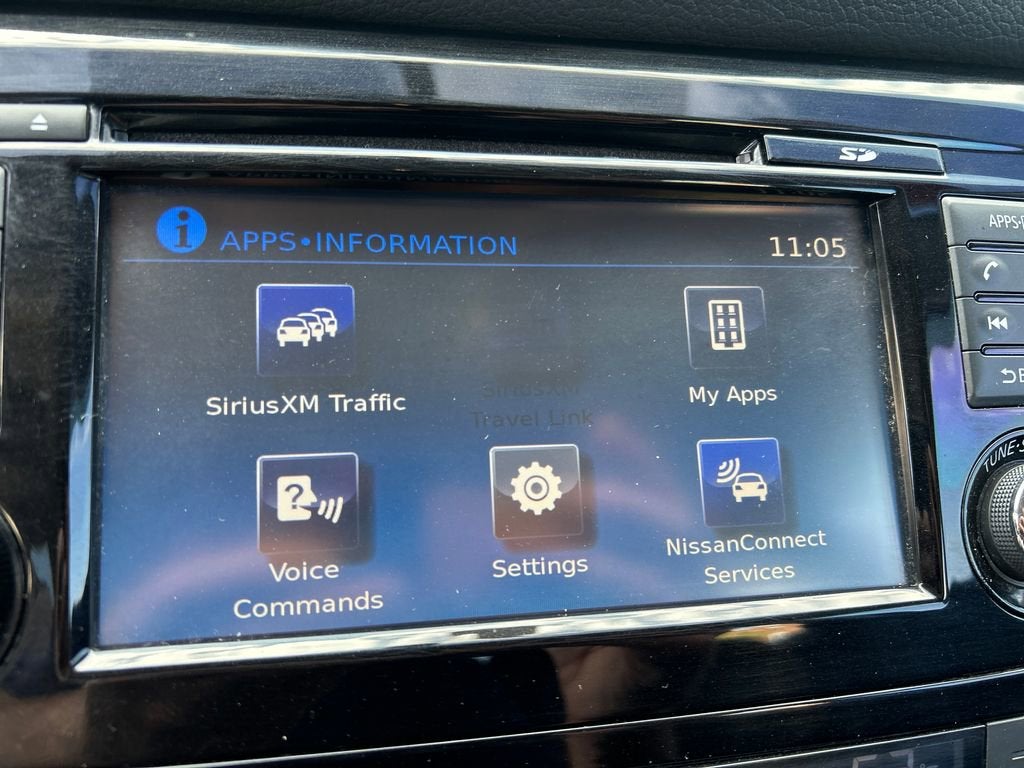 SD
APPS•INFORMATION
11:05
SiriusXM Traffic
SiriusXM
Travel Link
My Apps
Voice
Commands
Settings
NissanConnect
Services
APPS•
TUNE•S